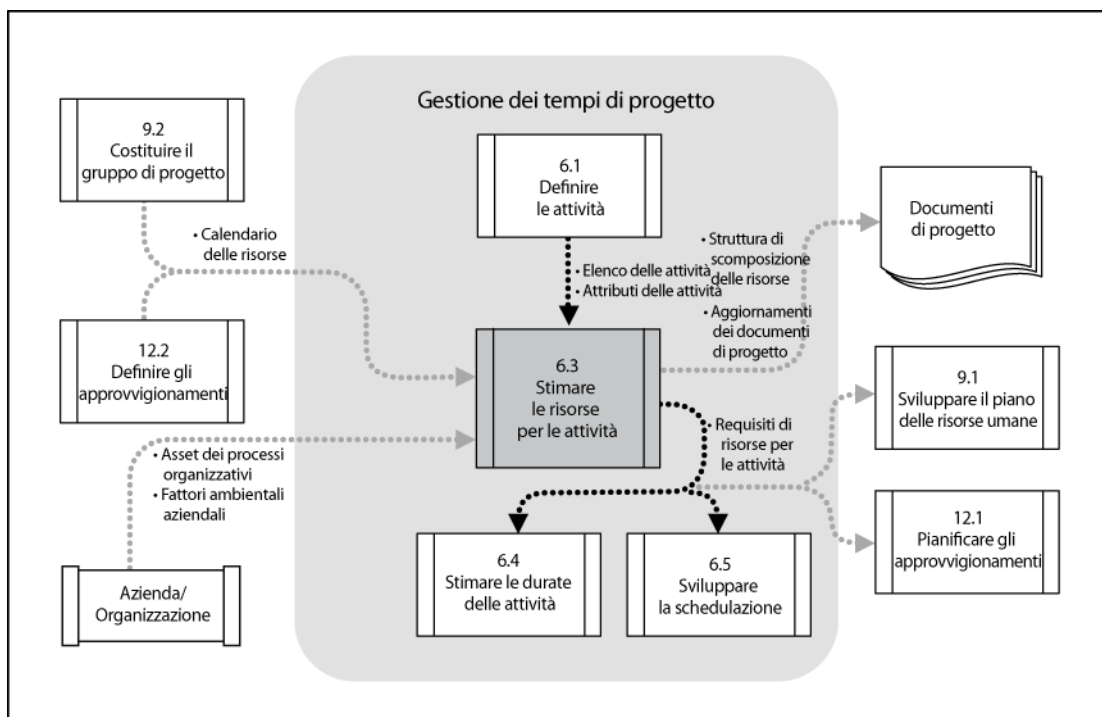 Gestione dei tempi di progetto
9.2
Costituire il
gruppo di progetto
6.1
Definire
le attività
Documenti
di progetto
• Calendario
delle risorse
• Elenco delle attività
• Attributi delle attività
• Struttura di
scomposizione
delle risorse
• Aggiornamenti
dei documenti
di progetto
12.2
Definire gli
approvvigionamenti
6.3
Stimare
le risorse
per le attività
9.1
Sviluppare il piano
delle risorse umane
• Requisiti di
risorse per
le attività
• Asset dei processi
organizzativi
• Fattori ambientali
aziendali
12.1
Pianificare gli
approvvigionamenti
6.4
Stimare le durate
delle attività
6.5
Sviluppare
la schedulazione
Azienda/
Organizzazione